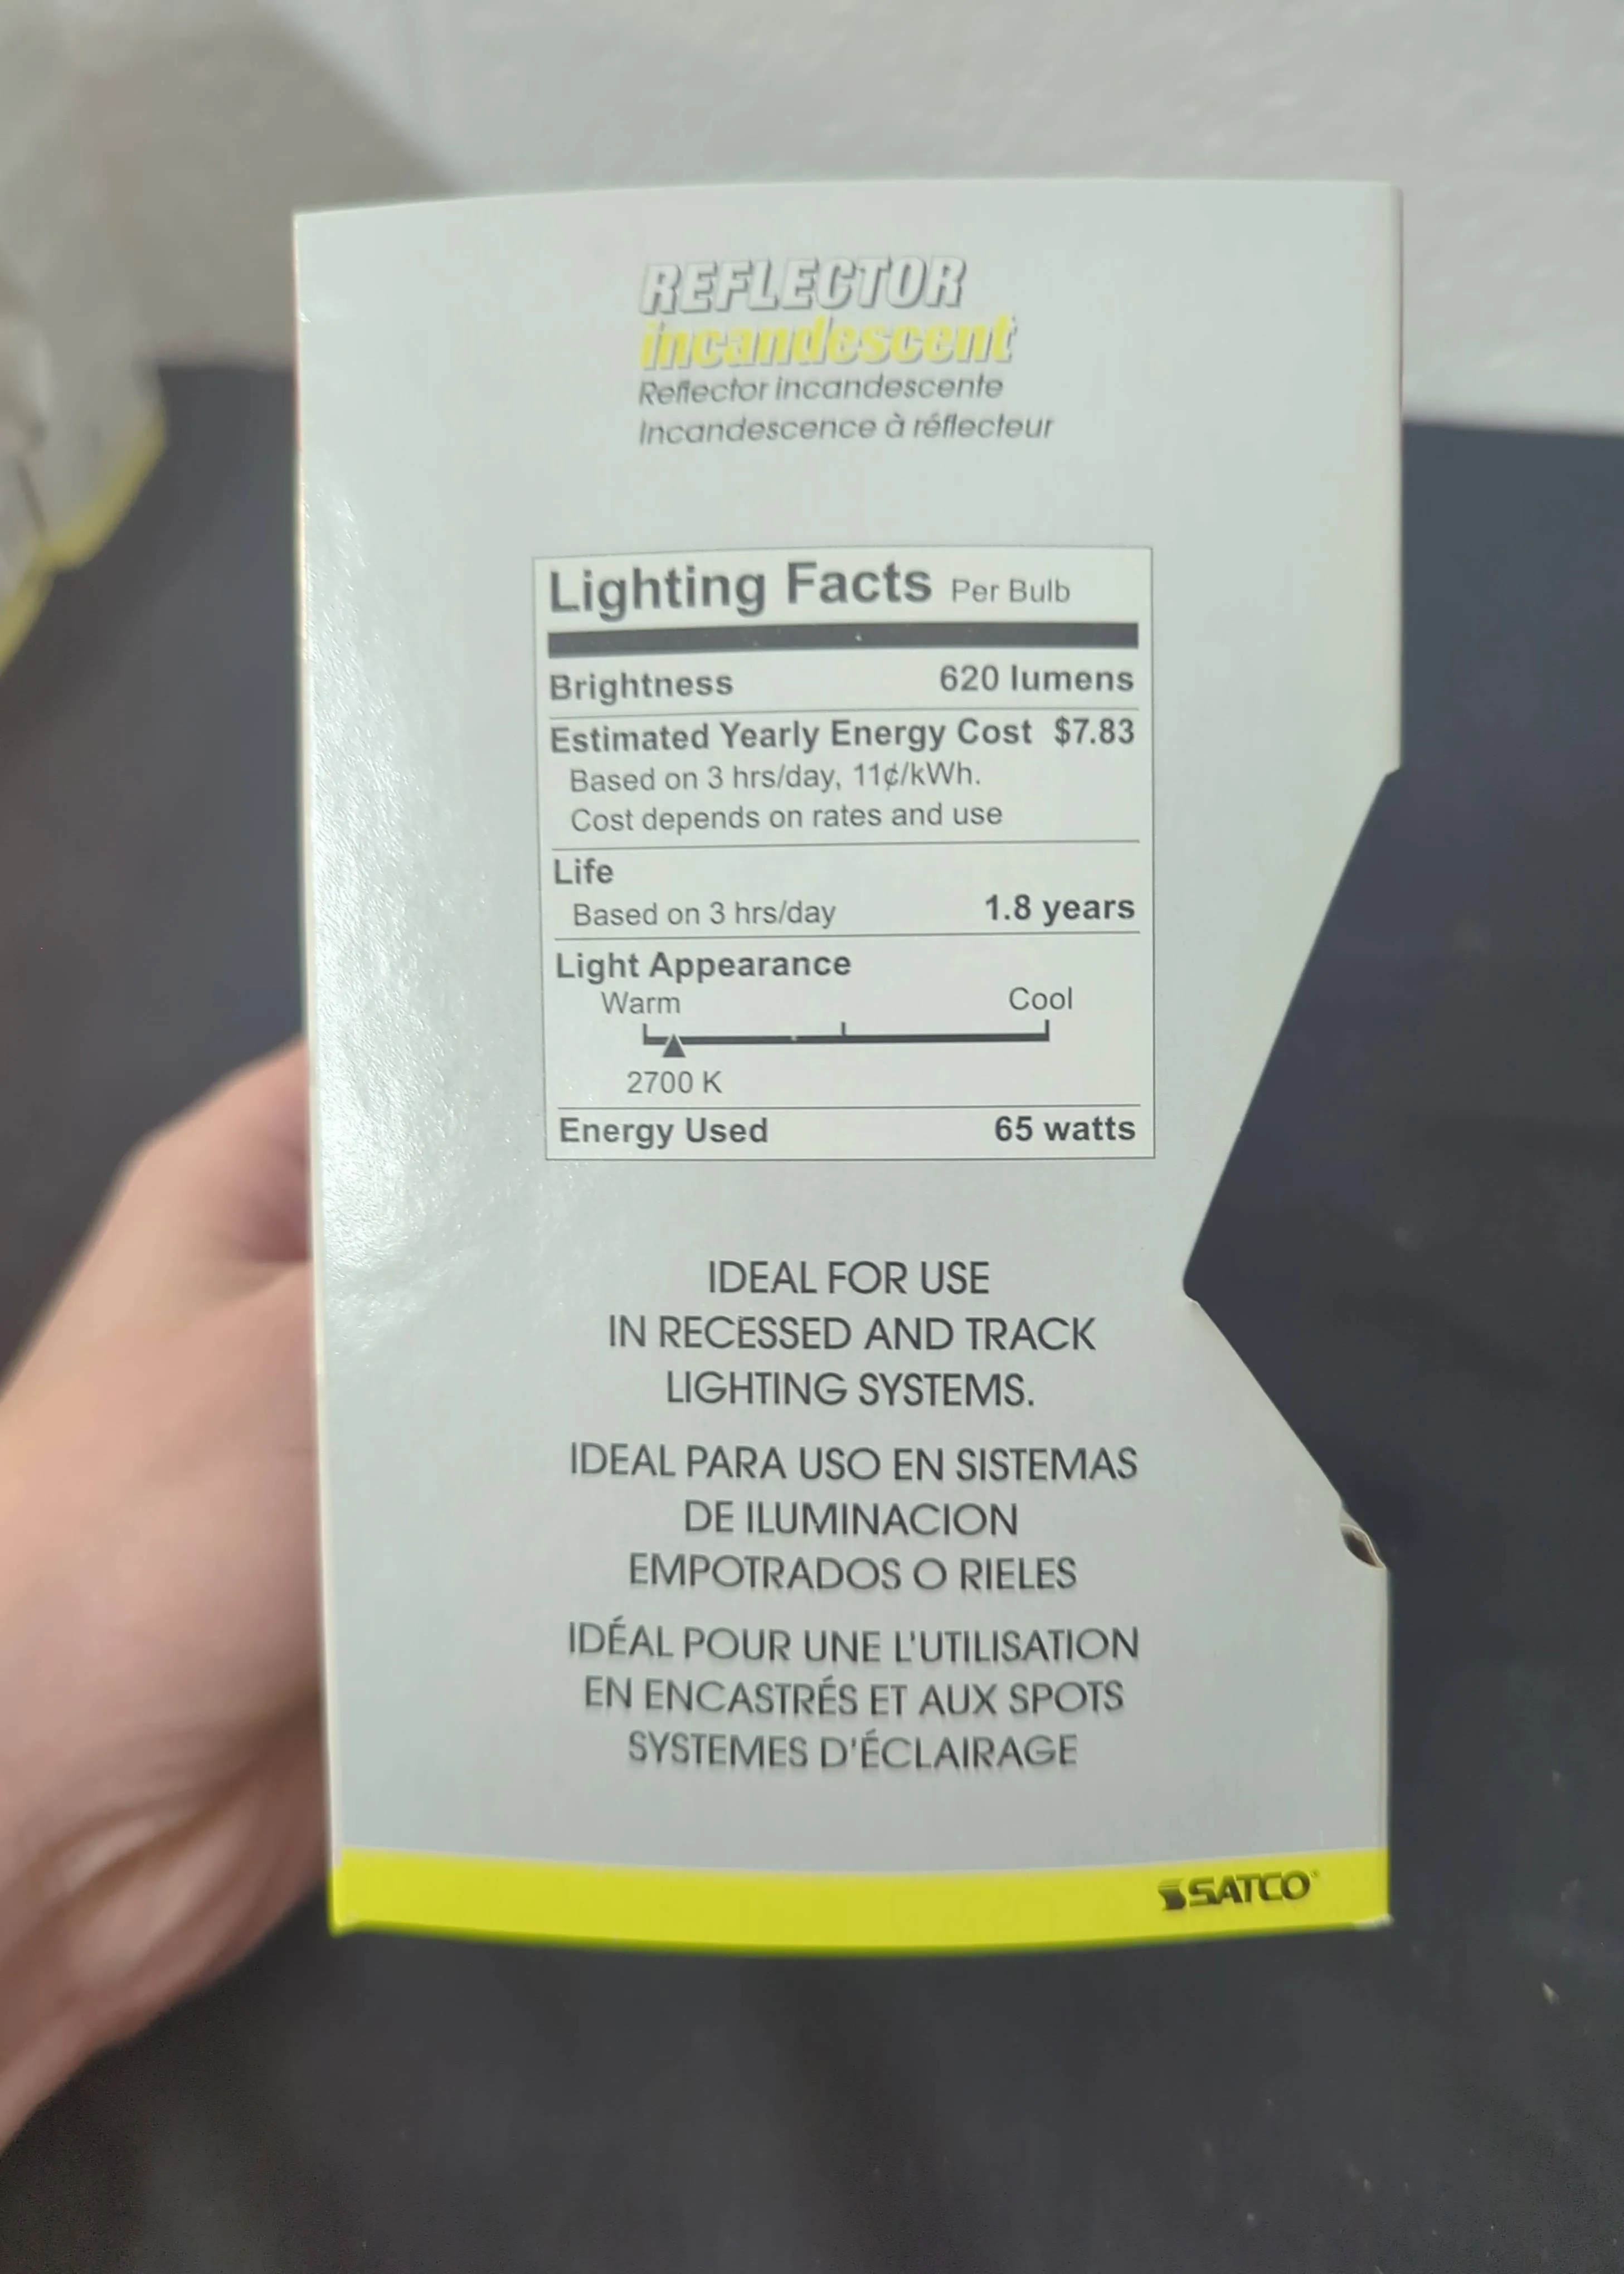 REFLECTOR
incandescent
Reflector incandescente
Incandescence à réflecteur
Lighting Facts Per Bulb
Brightness 620 lumens
Estimated Yearly Energy Cost $7.83
Based on 3 hrs/day, 11¢/kWh.
Cost depends on rates and use
Life
Based on 3 hrs/day 1.8 years
Light Appearance
Warm Cool
2700 K
Energy Used 65 watts
IDEAL FOR USE
IN RECESSED AND TRACK
LIGHTING SYSTEMS.
IDEAL PARA USO EN SISTEMAS
DE ILUMINACION
EMPOTRADOS O RIELES
IDÉAL POUR UNE L'UTILISATION
EN ENCASTRÉS ET AUX SPOTS
SYSTEMES D'ÉCLAIRAGE
SATCO